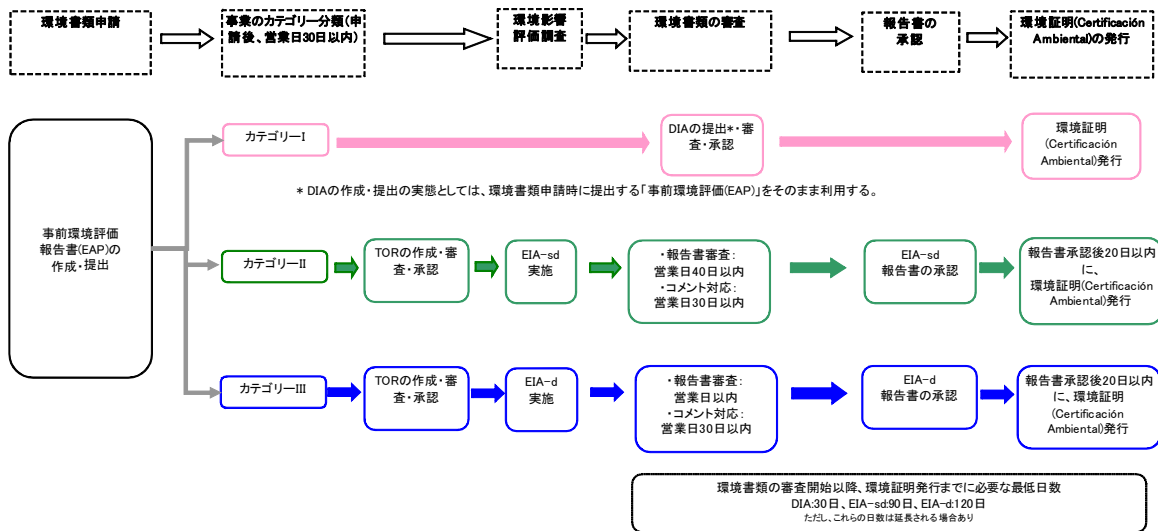 環境書類申請
事業のカテゴリー分類(申
請後、営業日30日以内)
環境影響
評価調査
環境書類の審査
報告書の
承認
環境証明(Certificación
Ambiental)の発行
カテゴリーI
DIAの提出*・審
査・承認
環境証明
(Certificación
Ambiental)発行
* DIAの作成・提出の実態としては、環境書類申請時に提出する「事前環境評価(EAP)」をそのまま利用する。
事前環境評価
報告書(EAP)の
作成・提出
カテゴリーII
TORの作成・審
査・承認
EIA-sd
実施
・報告書審査:
営業日40日以内
・コメント対応:
営業日30日以内
EIA-sd
報告書の承認
報告書承認後20日以内
に、
環境証明(Certificación
Ambiental)発行
カテゴリーIII
TORの作成・審
査・承認
EIA-d
実施
・報告書審査:
営業日以内
・コメント対応:
営業日30日以内
EIA-d
報告書の承認
報告書承認後20日以内
に、環境証明
(Certificación
Ambiental)発行
環境書類の審査開始以降、環境証明発行までに必要な最低日数
DIA:30日、EIA-sd:90日、EIA-d:120日
ただし、これらの日数は延長される場合あり